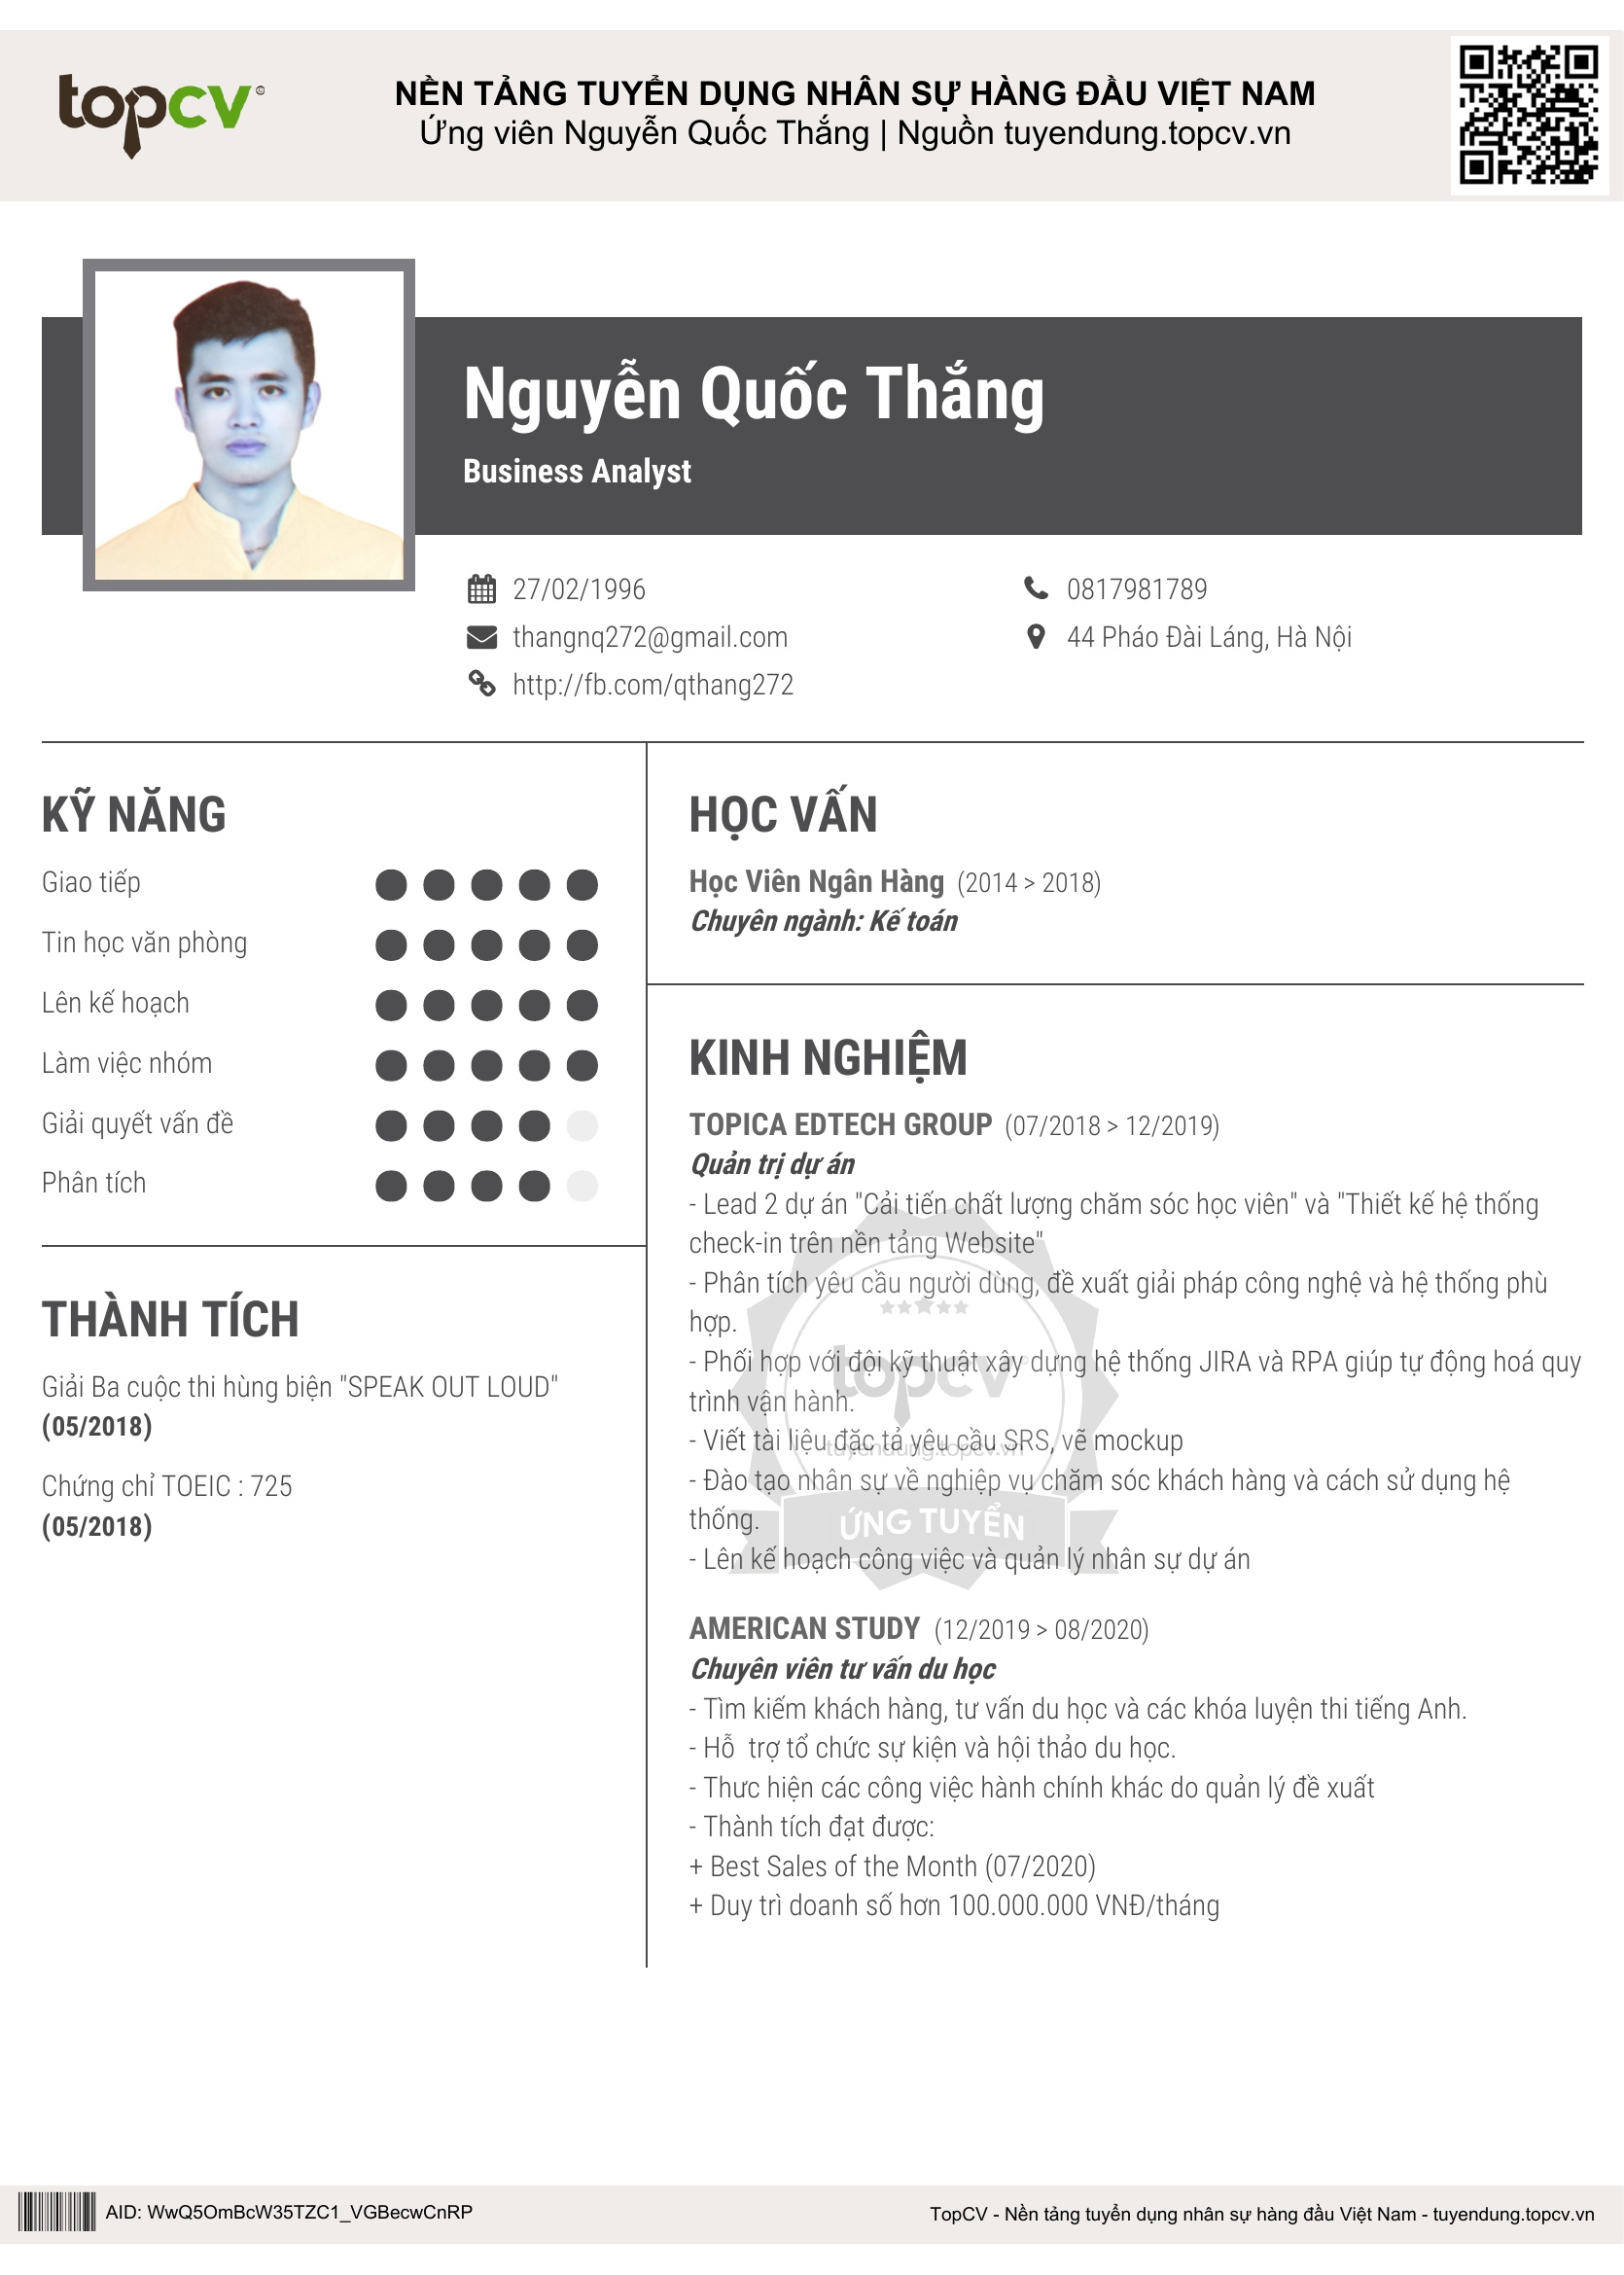 topcv©
NỀN TẢNG TUYỂN DỤNG NHÂN SỰ HÀNG ĐẦU VIỆT NAM
Ứng viên Nguyễn Quốc Thắng | Nguồn tuyendung.topcv.vn
Nguyễn Quốc Thắng
Business Analyst
27/02/1996
0817981789
thangnq272@gmail.com
44 Pháo Đài Láng, Hà Nội
http://fb.com/qthang272
KỸ NĂNG
Giao tiếp
Tin học văn phòng
Lên kế hoạch
Làm việc nhóm
Giải quyết vấn đề
Phân tích
THÀNH TÍCH
Giải Ba cuộc thi hùng biện "SPEAK OUT LOUD"
(05/2018)
Chứng chỉ TOEIC : 725
(05/2018)
HỌC VẤN
Học Viên Ngân Hàng (2014 > 2018)
Chuyên ngành: Kế toán
KINH NGHIỆM
TOPICA EDTECH GROUP (07/2018 > 12/2019)
Quản trị dự án
- Lead 2 dự án "Cải tiến chất lượng chăm sóc học viên" và "Thiết kế hệ thống
check-in trên nền tảng Website"
- Phân tích yêu cầu người dùng, đề xuất giải pháp công nghệ và hệ thống phù
hợp.
- Phối hợp với đội kỹ thuật xây dựng hệ thống JIRA và RPA giúp tự động hoá quy
trình vận hành.
- Viết tài liệu đặc tả yêu cầu SRS, vẽ mockup
- Đào tạo nhân sự về nghiệp vụ chăm sóc khách hàng và cách sử dụng hệ
thống.
- Lên kế hoạch công việc và quản lý nhân sự dự án
topcv
tuyendung.topcv.vn
ỨNG TUYỂN
AMERICAN STUDY (12/2019 > 08/2020)
Chuyên viên tư vấn du học
- Tìm kiếm khách hàng, tư vấn du học và các khóa luyện thi tiếng Anh.
- Hỗ  trợ tổ chức sự kiện và hội thảo du học.
- Thưc hiện các công việc hành chính khác do quản lý đề xuất
- Thành tích đạt được:
+ Best Sales of the Month (07/2020)
+ Duy trì doanh số hơn 100.000.000 VNĐ/tháng
AID: WwQ5OmBcW35TZC1_VGBecwCnRP
TopCV - Nền tảng tuyển dụng nhân sự hàng đầu Việt Nam - tuyendung.topcv.vn